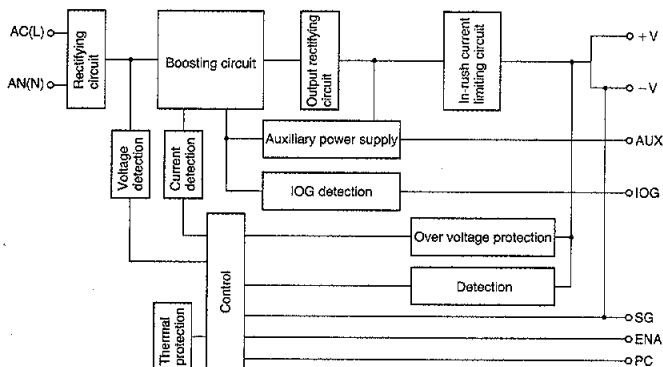 AC(L)
AN(N)
Rectifying
circuit
Boosting circuit
Output rectifying
circuit
In-rush current
limiting circuit
+V
-V
Voltage
detection
Current
detection
Auxiliary power supply
AUX
IOG detection
IOG
Over voltage protection
Control
Detection
Thermal
protection
SG
ENA
PC